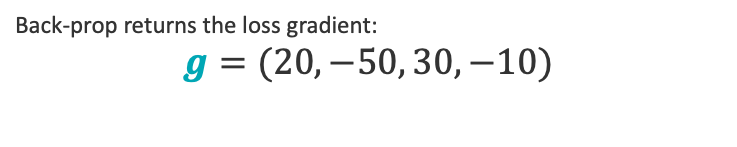 Back-prop returns the loss gradient:
g = (20, −50, 30, −10)